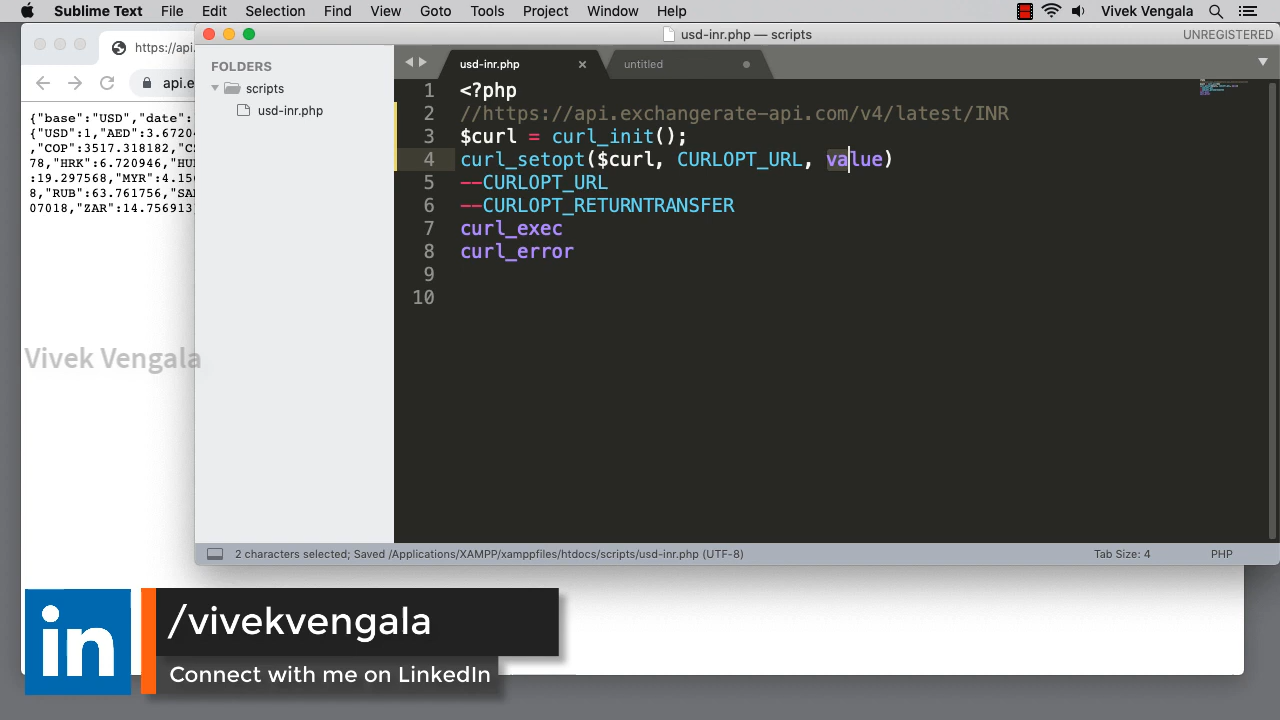 Sublime Text File Edit Selection Find View Goto Tools Project Window Help Vivek Vengala
usd-inr.php — scripts UNREGISTERED
https://api.
api.e
FOLDERS
scripts
usd-inr.php
usd-inr.php × untitled
{"base":"USD","date":
{"USD":1,"AED":3.6720
,"COP":3517.318182,"C
78,"HRK":6.720946,"HU
:19.297568,"MYR":4.15
8,"RUB":63.761756,"SA
07018,"ZAR":14.756913
1 <?php
2 //https://api.exchangerate-api.com/v4/latest/INR
3 $curl = curl_init();
4 curl_setopt($curl, CURLOPT_URL, value)
5 --CURLOPT_URL
6 --CURLOPT_RETURNTRANSFER
7 curl_exec
8 curl_error
9
10
Vivek Vengala
2 characters selected; Saved /Applications/XAMPP/xamppfiles/htdocs/scripts/usd-inr.php (UTF-8) Tab Size: 4 PHP
in
/vivekvengala
Connect with me on LinkedIn